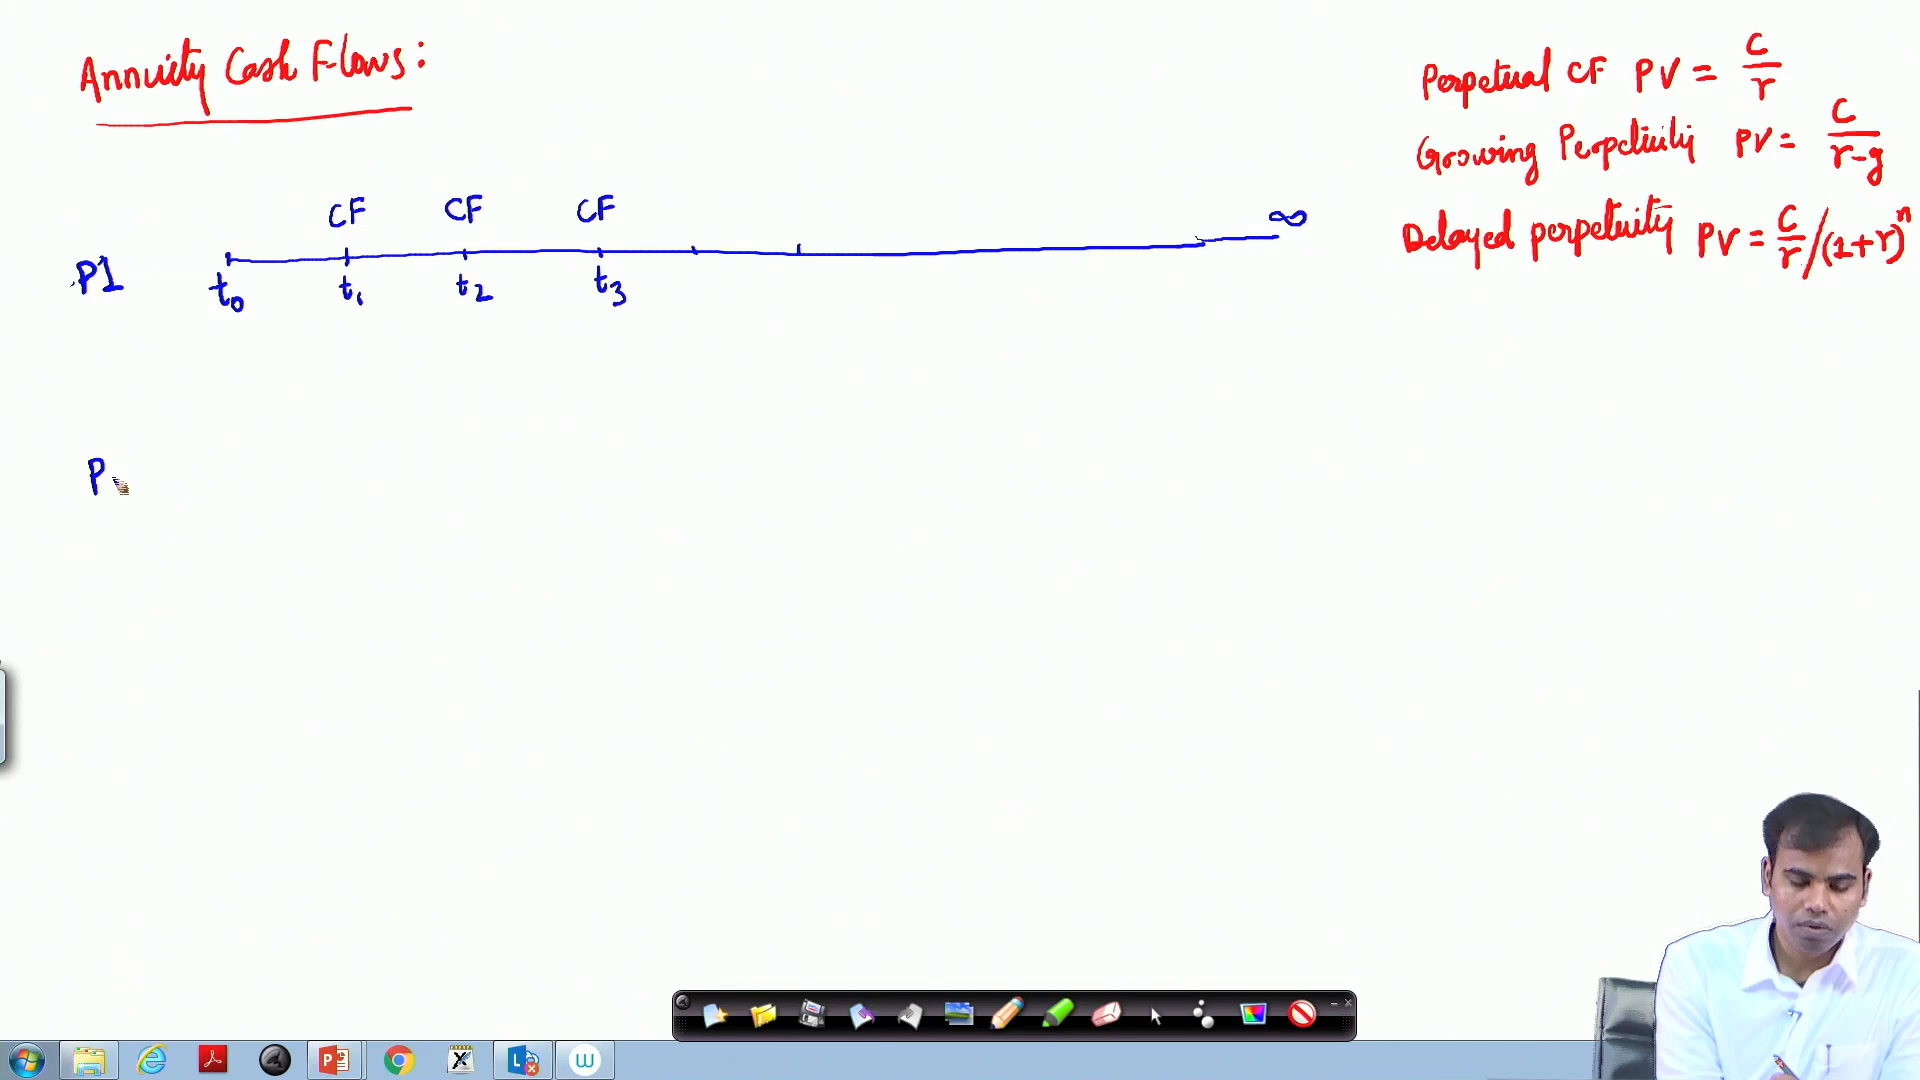 Annuity Cash Flows:
Perpetual CF PV = C/r
Growing Perpetuity PV = C/r-g
Delayed perpetuity PV = C/r/(1+r)^n
CF CF CF ∞
P1
t₀ t₁ t₂ t₃
P